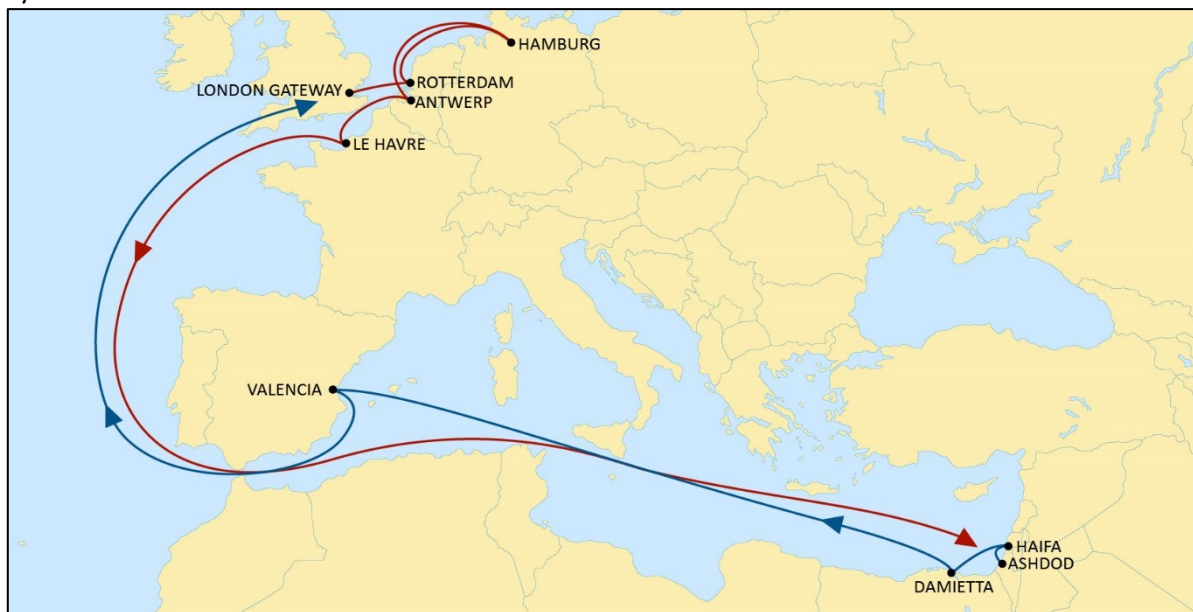 HAMBURG
ROTTERDAM
LONDON GATEWAY
ANTWERP
LE HAVRE
VALENCIA
HAIFA
ASHDOD
DAMIETTA